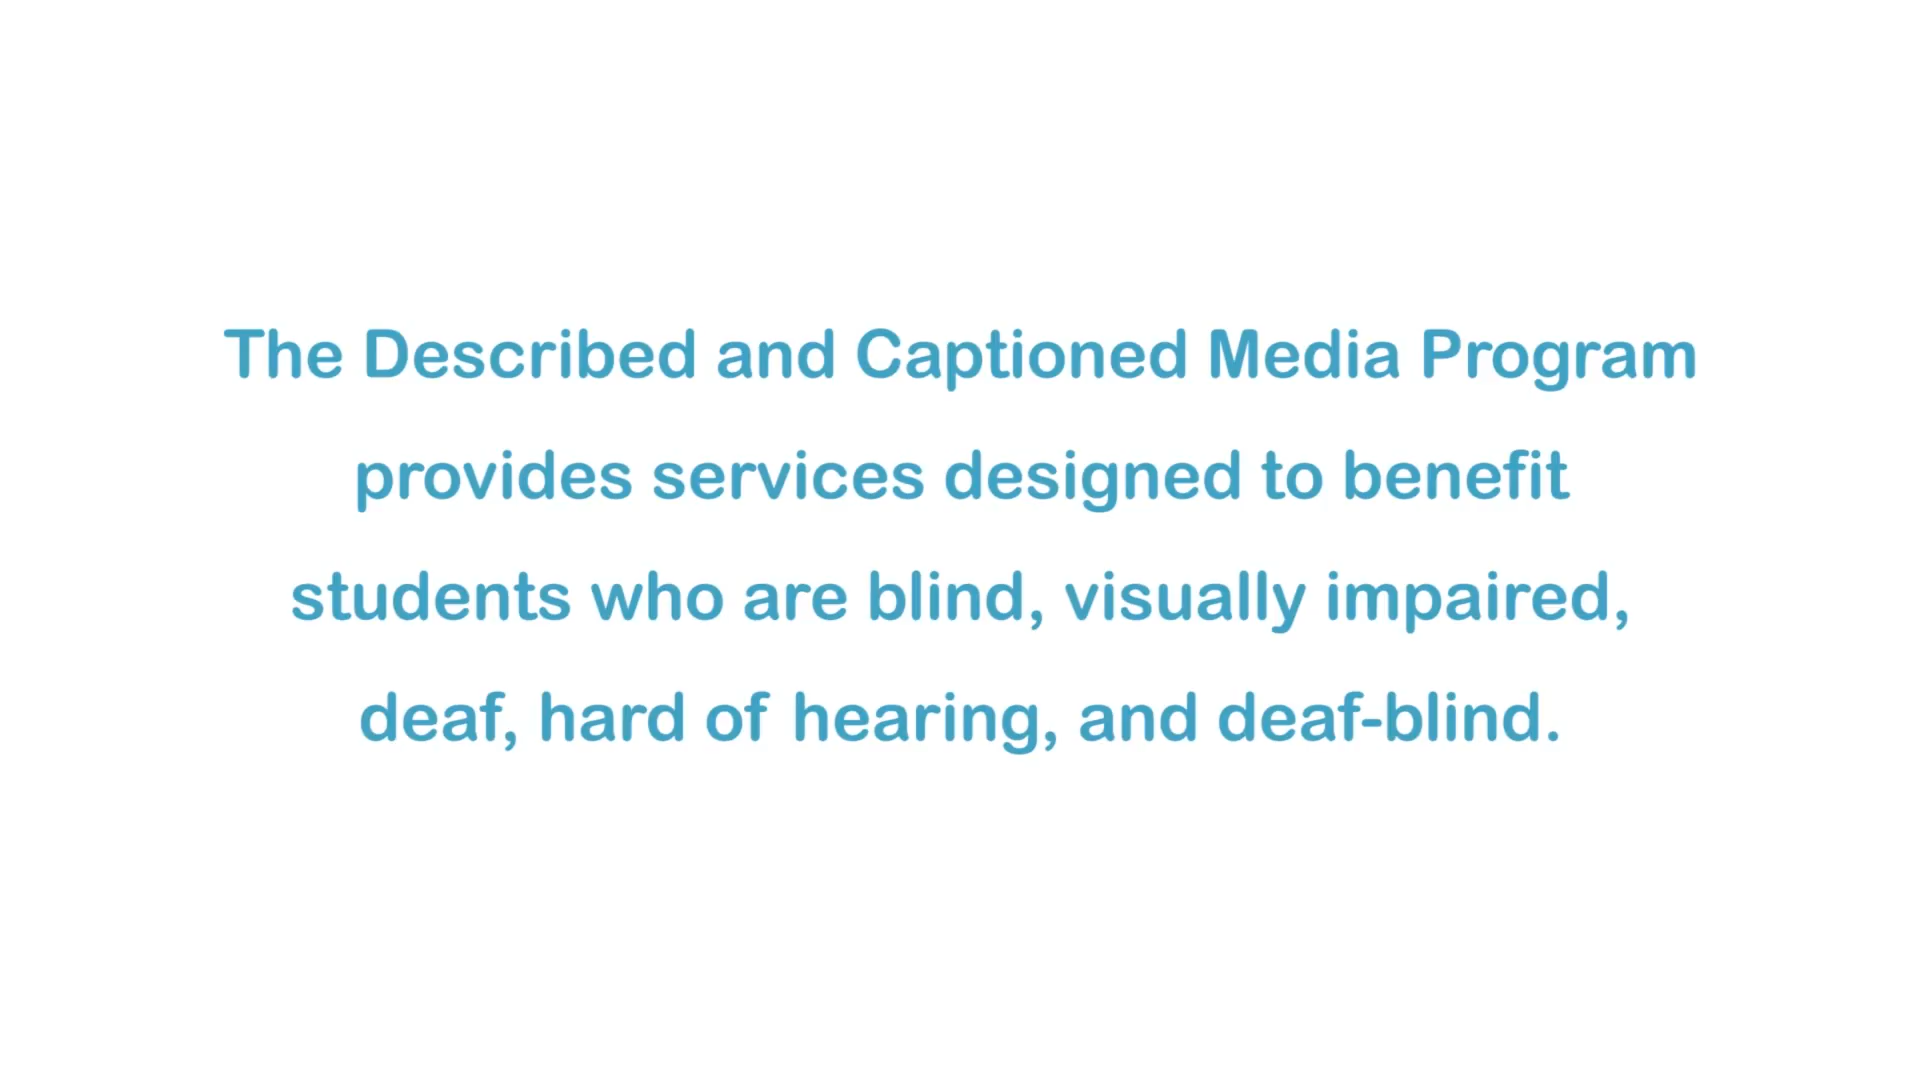 The Described and Captioned Media Program
provides services designed to benefit
students who are blind, visually impaired,
deaf, hard of hearing, and deaf-blind.